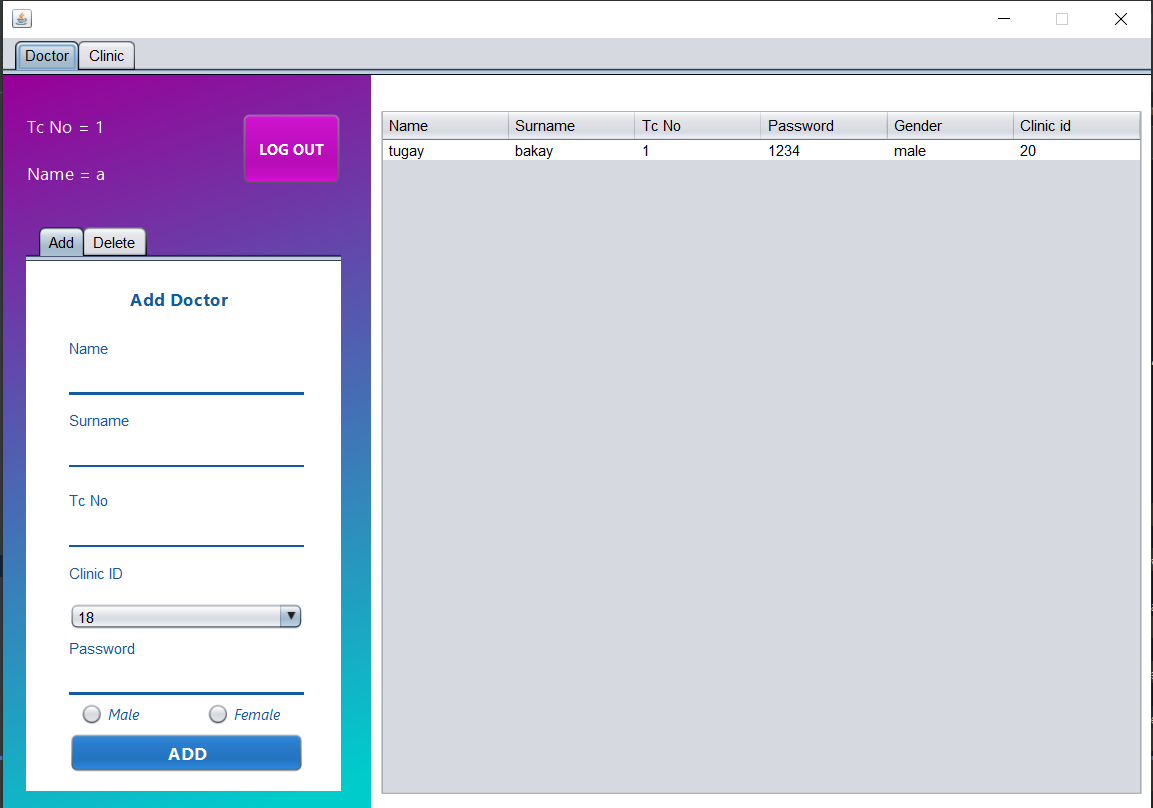 Doctor Clinic
Tc No = 1
LOG OUT
Name = a
Add Delete
Add Doctor
Name
Surname
Tc No
Clinic ID
18
Password
Male Female
ADD
Name Surname Tc No Password Gender Clinic id
tugay bakay 1 1234 male 20